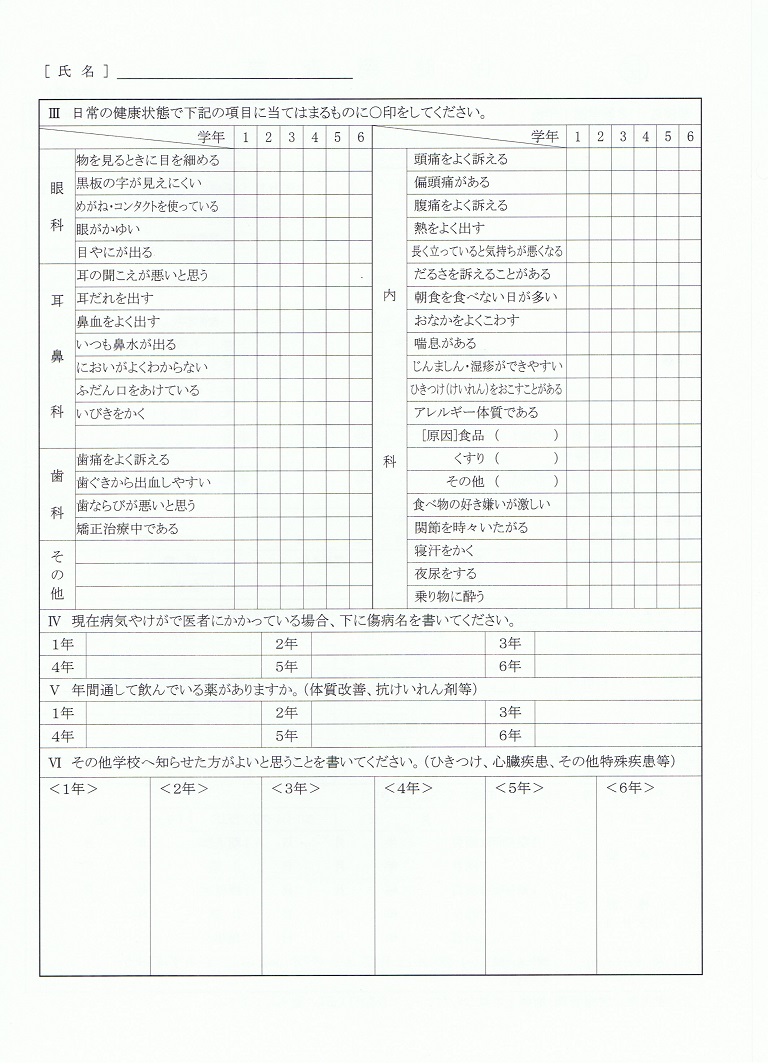 [ 氏 名 ]
Ⅲ 日常の健康状態で下記の項目に当てはまるものに○印をしてください。
学年 1 2 3 4 5 6
眼科
物を見るときに目を細める
黒板の字が見えにくい
めがね・コンタクトを使っている
眼がかゆい
目やにが出る
耳鼻科
耳の聞こえが悪いと思う
耳だれを出す
鼻血をよく出す
いつも鼻水が出る
においがよくわからない
ふだん口をあけている
いびきをかく
歯科
歯痛をよく訴える
歯ぐきから出血しやすい
歯ならびが悪いと思う
矯正治療中である
その他
学年 1 2 3 4 5 6
内科
頭痛をよく訴える
偏頭痛がある
腹痛をよく訴える
熱をよく出す
長く立っていると気持ちが悪くなる
だるさを訴えることがある
朝食を食べない日が多い
おなかをよくこわす
喘息がある
じんましん・湿疹ができやすい
ひきつけ(けいれん)をおこすことがある
アレルギー体質である
[原因]食品 ( )
くすり ( )
その他 ( )
食べ物の好き嫌いが激しい
関節を時々いたがる
寝汗をかく
夜尿をする
乗り物に酔う
Ⅳ 現在病気やけがで医者にかかっている場合、下に傷病名を書いてください。
1年 2年 3年
4年 5年 6年
Ⅴ 年間通して飲んでいる薬がありますか。(体質改善、抗けいれん剤等)
1年 2年 3年
4年 5年 6年
Ⅵ その他学校へ知らせた方がよいと思うことを書いてください。(ひきつけ、心臓疾患、その他特殊疾患等)
＜1年＞ ＜2年＞ ＜3年＞ ＜4年＞ ＜5年＞ ＜6年＞